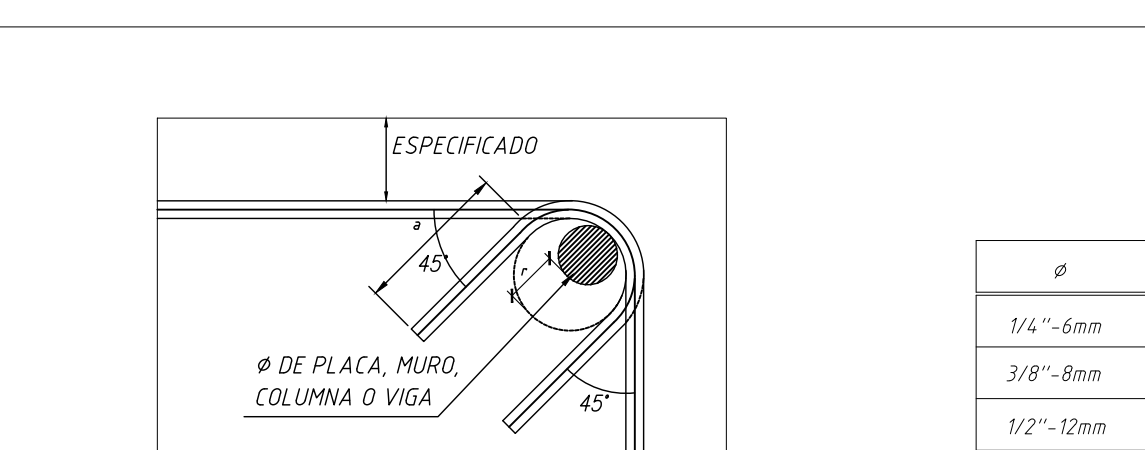 ESPECIFICADO
a
45°
r
Ø DE PLACA, MURO,
COLUMNA O VIGA
45°
Ø
1/4''-6mm
3/8''-8mm
1/2''-12mm